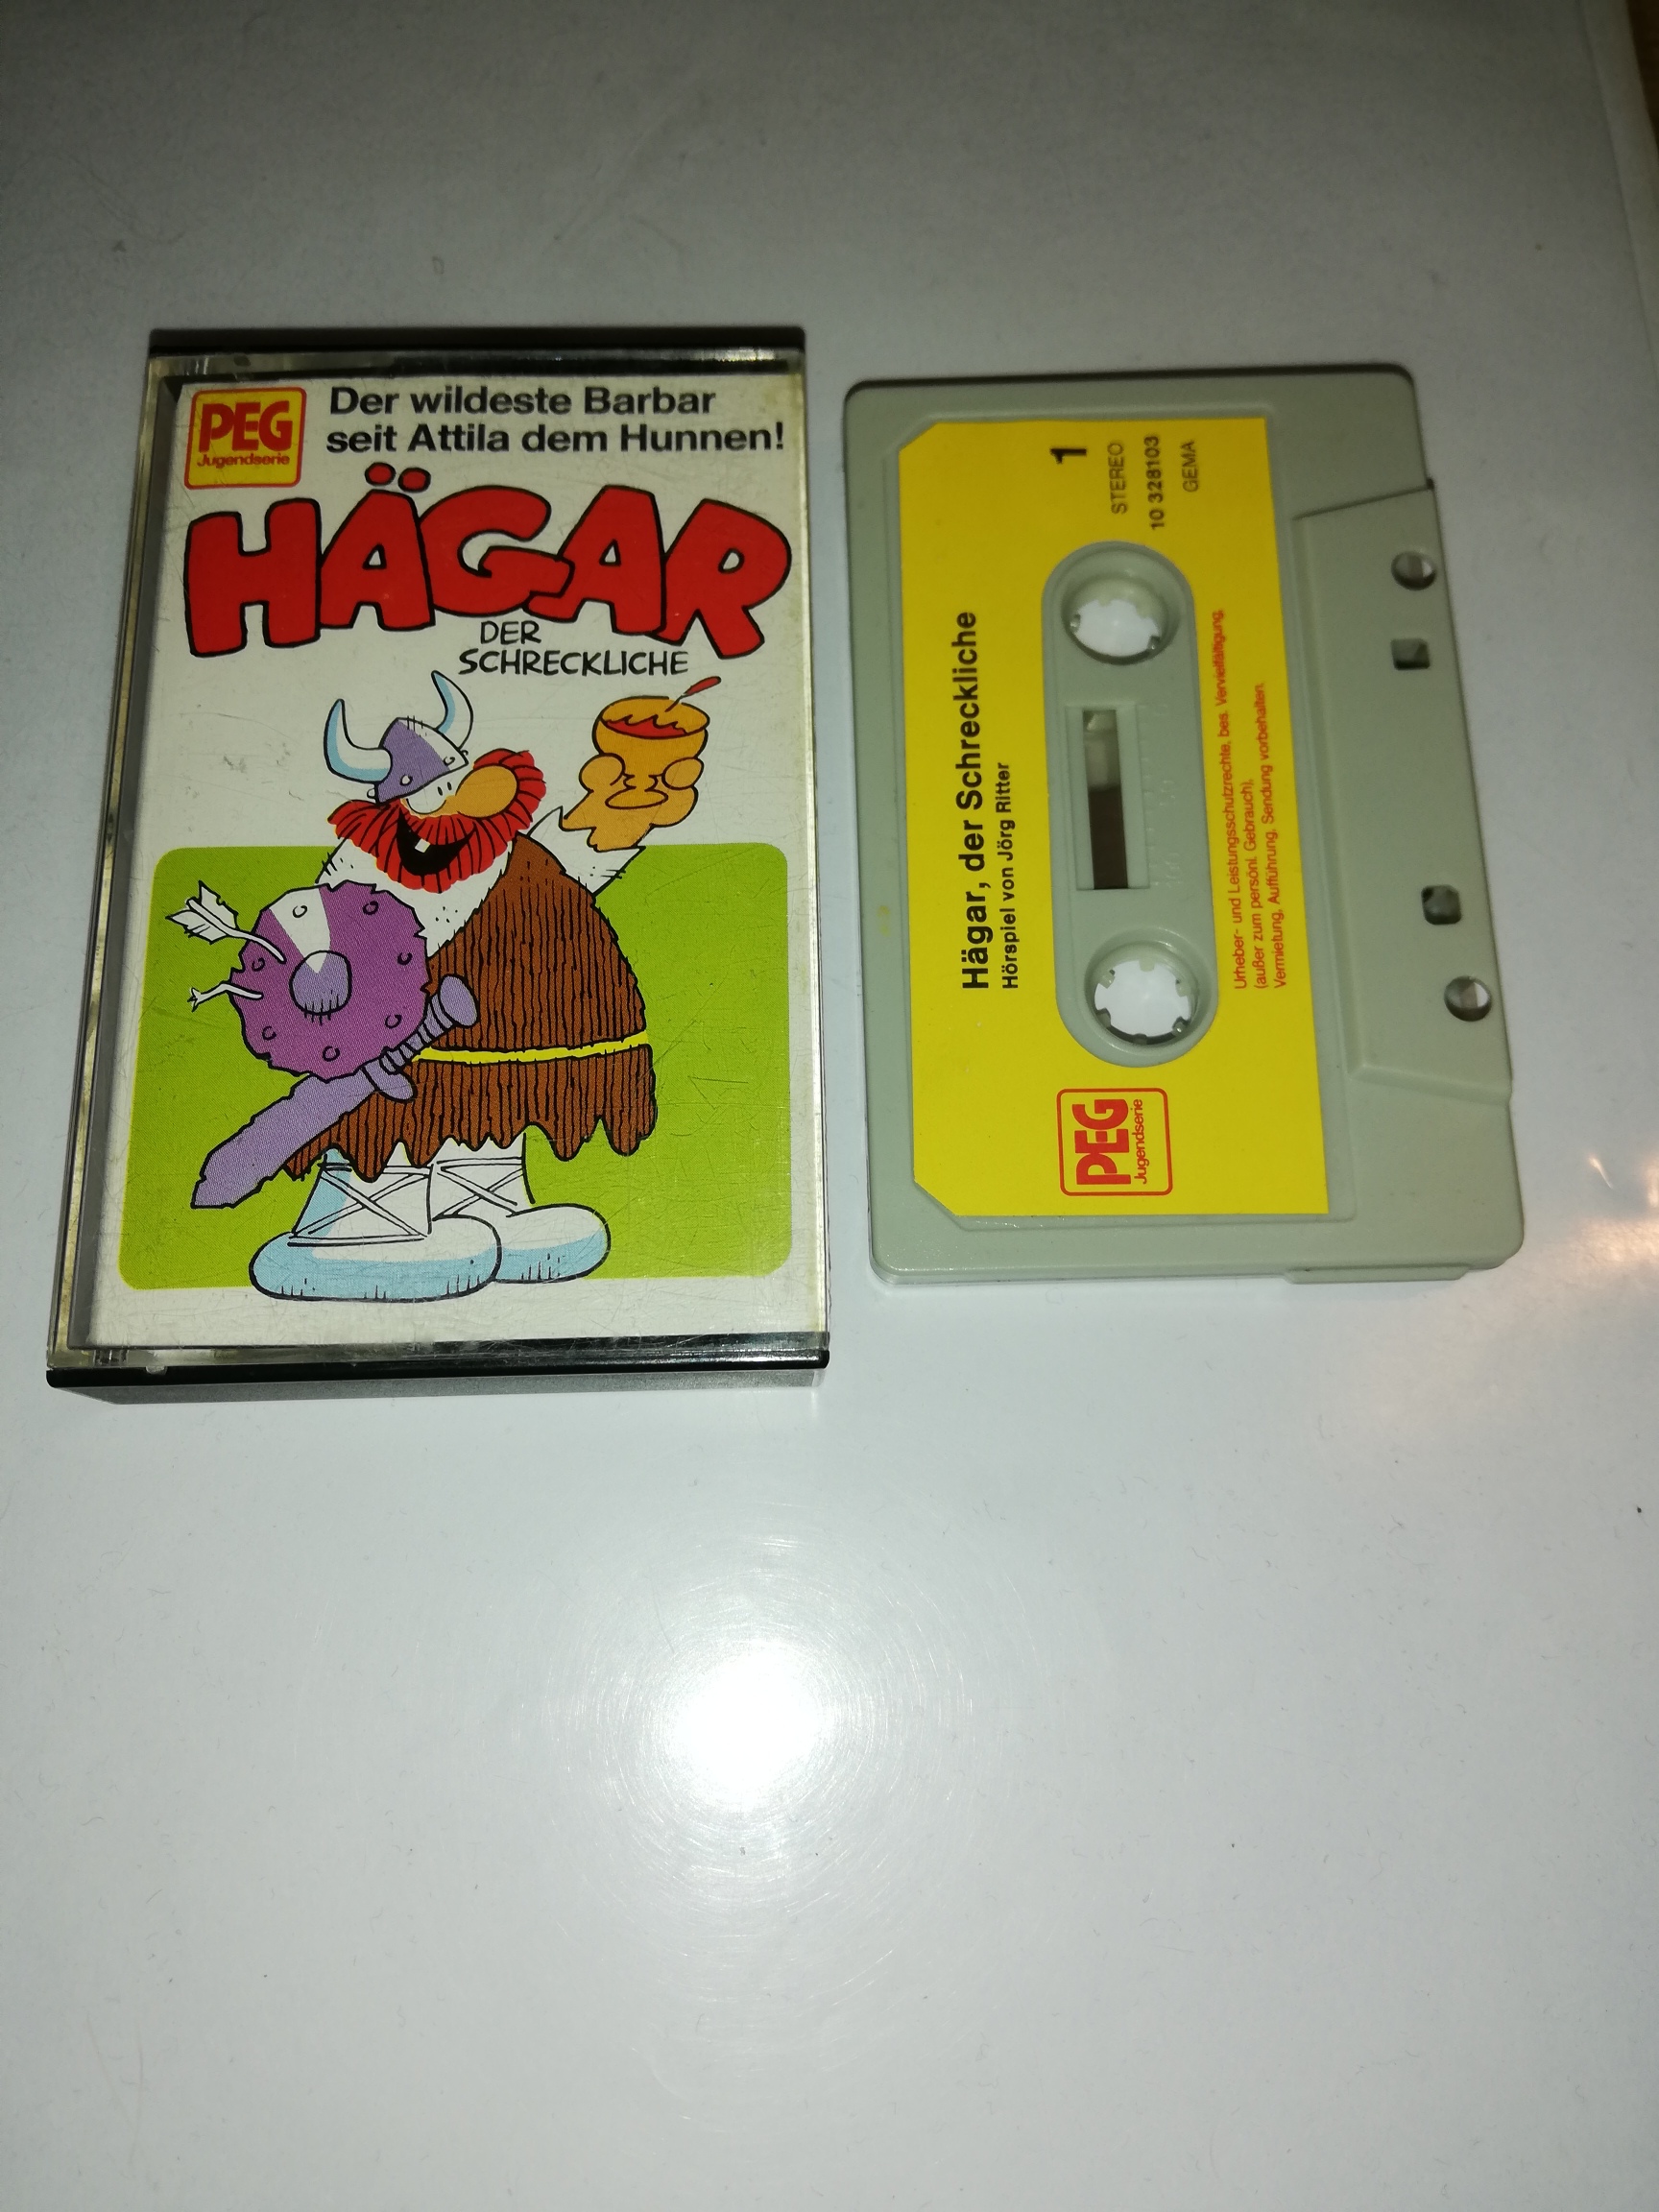 PEG
Jugendserie
Der wildeste Barbar
seit Attila dem Hunnen!
HÄGAR
DER
SCHRECKLICHE
Hägar, der Schreckliche
Hörspiel von Jörg Ritter
1
STEREO
10 328103
GEMA
PEG
Jugendserie
Urheber- und Leistungsschutzrechte, bes. Vervielfältigung,
(außer zum persönl. Gebrauch),
Vermietung, Aufführung, Sendung vorbehalten.